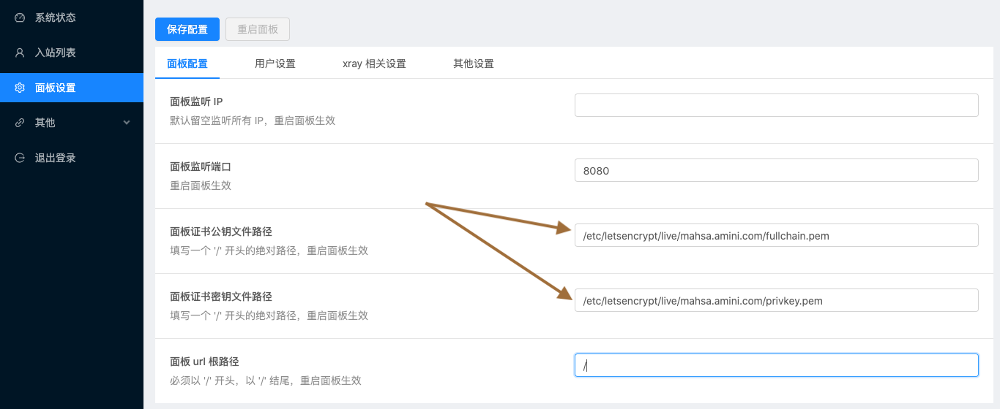 系统状态
入站列表
面板设置
其他
退出登录
保存配置 重启面板
面板配置 用户设置 xray 相关设置 其他设置
面板监听 IP
默认留空监听所有 IP，重启面板生效
面板监听端口
重启面板生效
8080
面板证书公钥文件路径
填写一个 '/' 开头的绝对路径，重启面板生效
/etc/letsencrypt/live/mahsa.amini.com/fullchain.pem
面板证书密钥文件路径
填写一个 '/' 开头的绝对路径，重启面板生效
/etc/letsencrypt/live/mahsa.amini.com/privkey.pem
面板 url 根路径
必须以 '/' 开头，以 '/' 结尾，重启面板生效
/